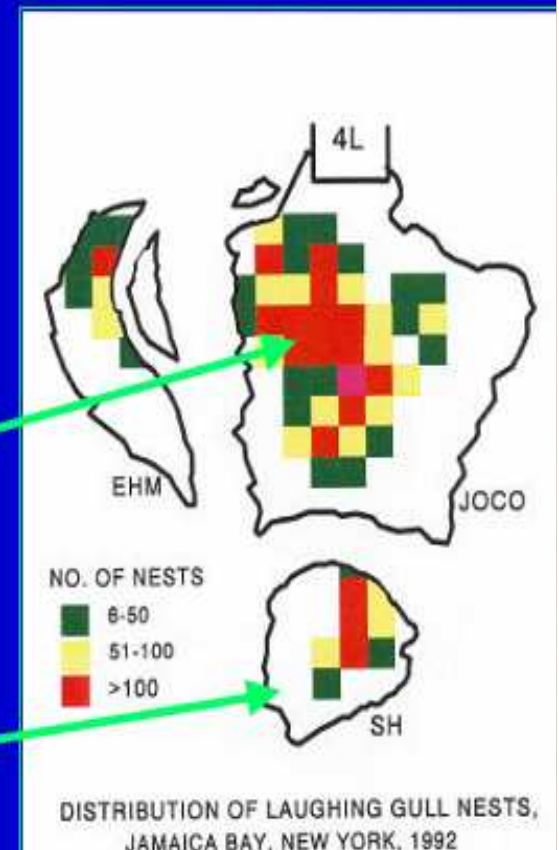 4L
EHM
JOCO
NO. OF NESTS
6-50
51-100
>100
SH
DISTRIBUTION OF LAUGHING GULL NESTS,
JAMAICA BAY, NEW YORK, 1992